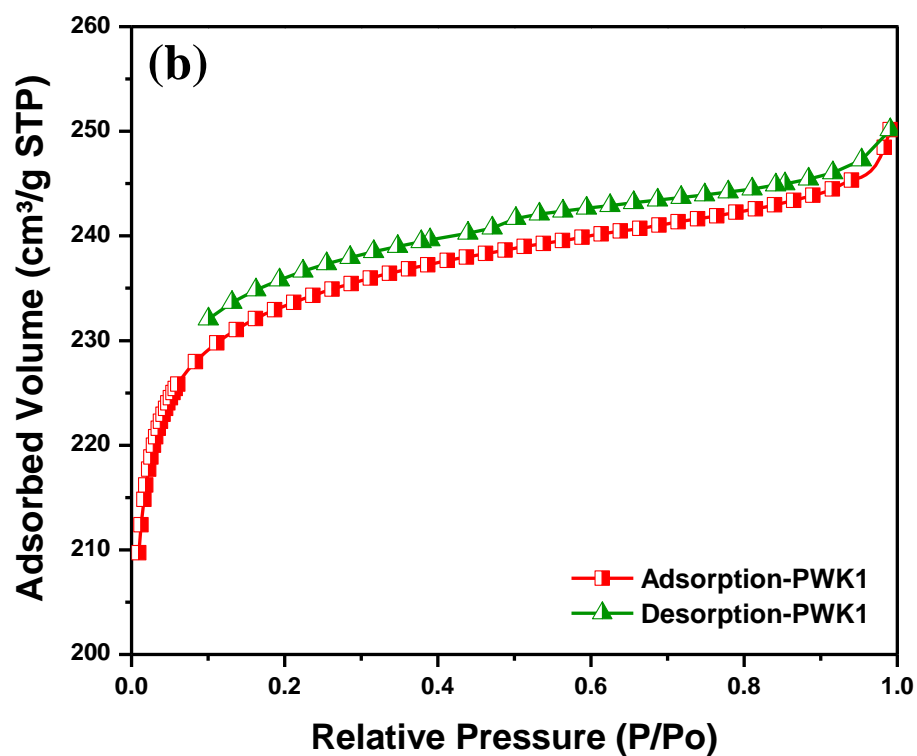 (b)
Adsorbed Volume (cm³/g STP)
260
250
240
230
220
210
200
Adsorption-PWK1
Desorption-PWK1
0.0 0.2 0.4 0.6 0.8 1.0
Relative Pressure (P/Po)